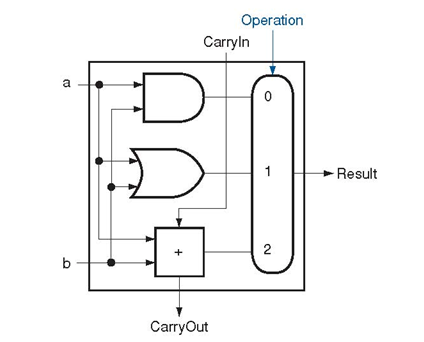 Operation
CarryIn
a
0
1
Result
2
+
b
CarryOut